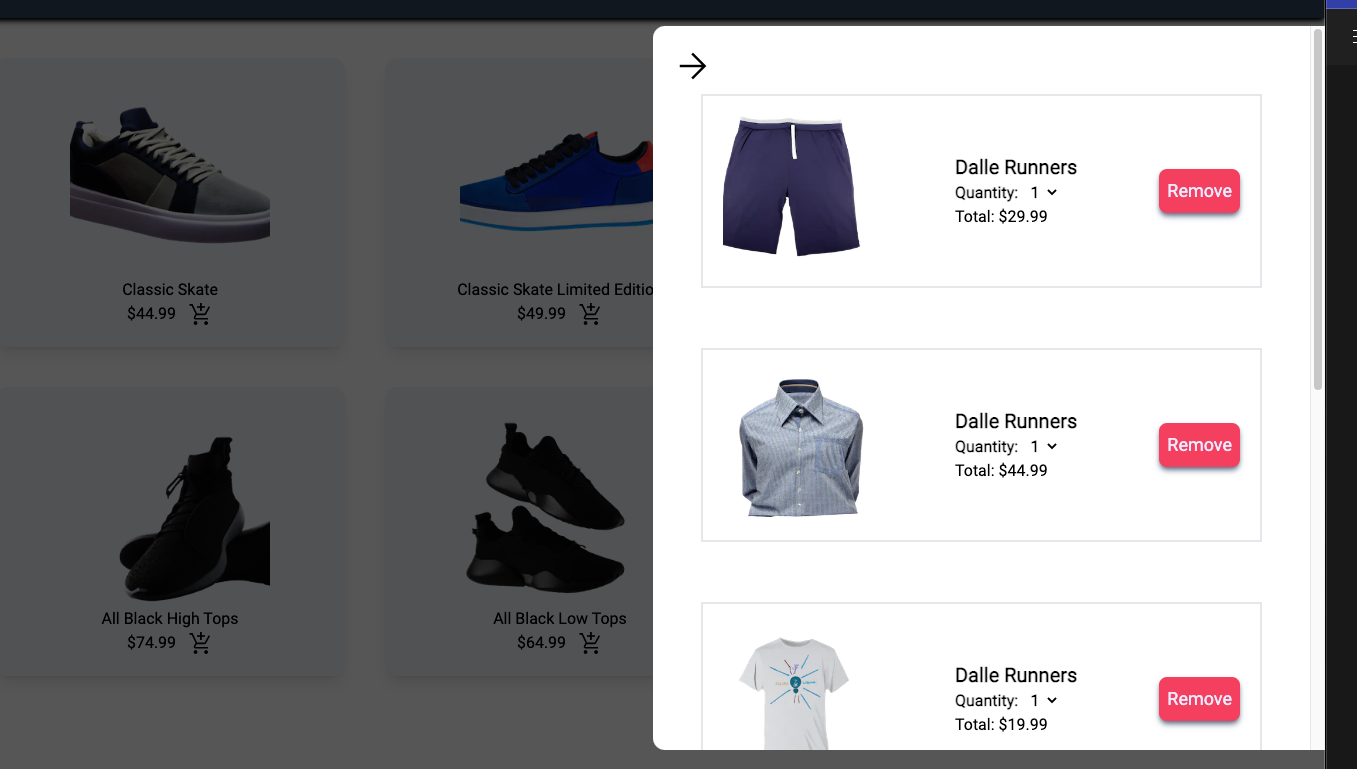 Classic Skate
$44.99
Classic Skate Limited Editio
$49.99
All Black High Tops
$74.99
All Black Low Tops
$64.99
Dalle Runners
Quantity: 1
Total: $29.99
Remove
Dalle Runners
Quantity: 1
Total: $44.99
Remove
Dalle Runners
Quantity: 1
Total: $19.99
Remove